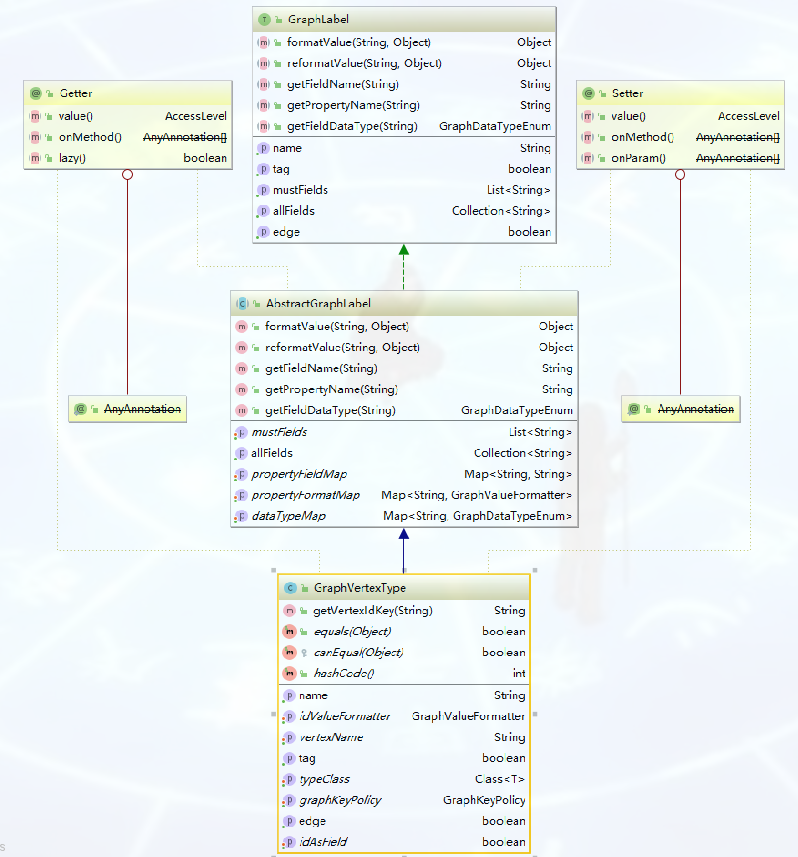 GraphLabel
formatValue(String, Object) Object
reformatValue(String, Object) Object
getFieldName(String) String
getPropertyName(String) String
getFieldDataType(String) GraphDataTypeEnum
name String
tag boolean
mustFields List<String>
allFields Collection<String>
edge boolean
Getter
value() AccessLevel
onMethod() AnyAnnotation[]
lazy() boolean
Setter
value() AccessLevel
onMethod() AnyAnnotation[]
onParam() AnyAnnotation[]
AbstractGraphLabel
formatValue(String, Object) Object
reformatValue(String, Object) Object
getFieldName(String) String
getPropertyName(String) String
getFieldDataType(String) GraphDataTypeEnum
mustFields List<String>
allFields Collection<String>
propertyFieldMap Map<String, String>
propertyFormatMap Map<String, GraphValueFormatter>
dataTypeMap Map<String, GraphDataTypeEnum>
AnyAnnotation
AnyAnnotation
GraphVertexType
getVertexIdKey(String) String
equals(Object) boolean
canEqual(Object) boolean
hashCode() int
name String
idValueFormatter GraphValueFormatter
vertexName String
tag boolean
typeClass Class<T>
graphKeyPolicy GraphKeyPolicy
edge boolean
idAsField boolean